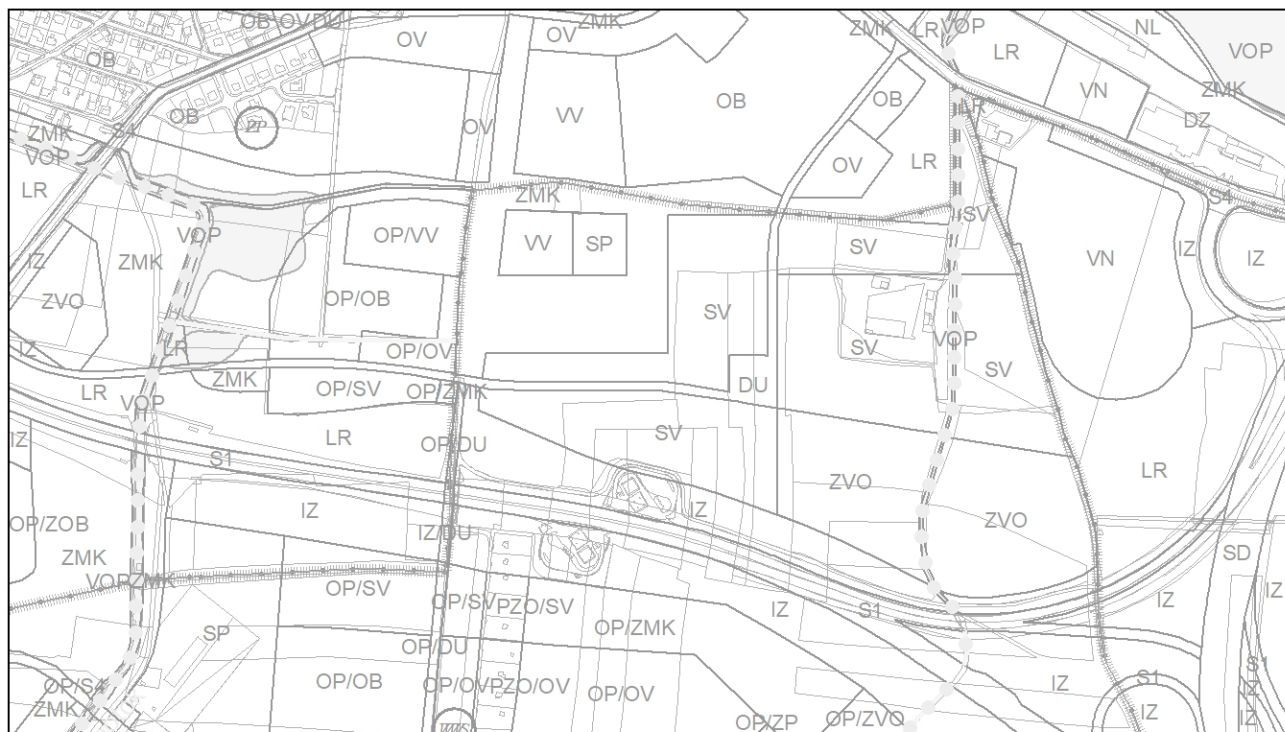 ZMK
OB OV DU
OV
OV
ZMK
LR
VOP
NL
LR
VOP
OB
VV
OB
OB
VN
ZMK
LR
DZ
OB
S4
ZMK
VOP
OV
OV
LR
LR
ZMK
S4
SV
VOP
OP/VV
VV
SP
SV
VN
IZ
IZ
IZ
ZMK
ZVO
OP/OB
SV
IZ
LR
OP/OV
SV
VOP
SV
LR
ZMK
OP/SV
OP/ZMK
DU
VOP
LR
OP/DU
SV
IZ
S1
ZVO
LR
OP/ZOB
IZ
IZ/DU
IZ
ZVO
ZMK
SD
VOP
ZMK
OP/SV
OP/SV
PZO/SV
IZ
S1
IZ
IZ
SP
OP/ZMK
OP/DU
S1
OP/S4
ZMK
OP/OB
OP/OV
PZO/OV
OP/OV
IZ
S1
IZ
IZ
OP/ZP
OP/ZVO
IZ